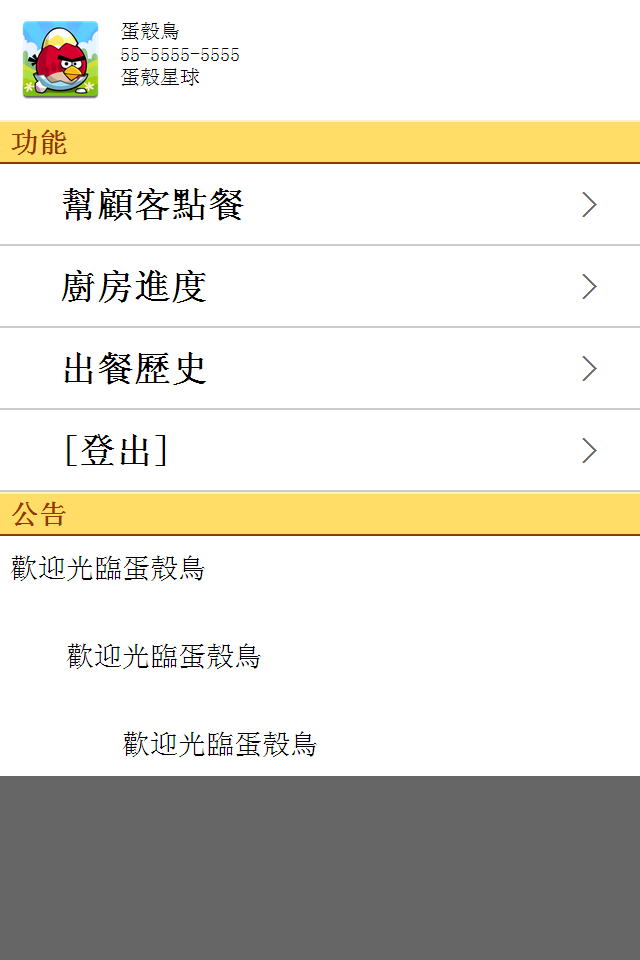 蛋殼鳥
55-5555-5555
蛋殼星球
功能
幫顧客點餐
廚房進度
出餐歷史
[登出]
公告
歡迎光臨蛋殼鳥
歡迎光臨蛋殼鳥
歡迎光臨蛋殼鳥